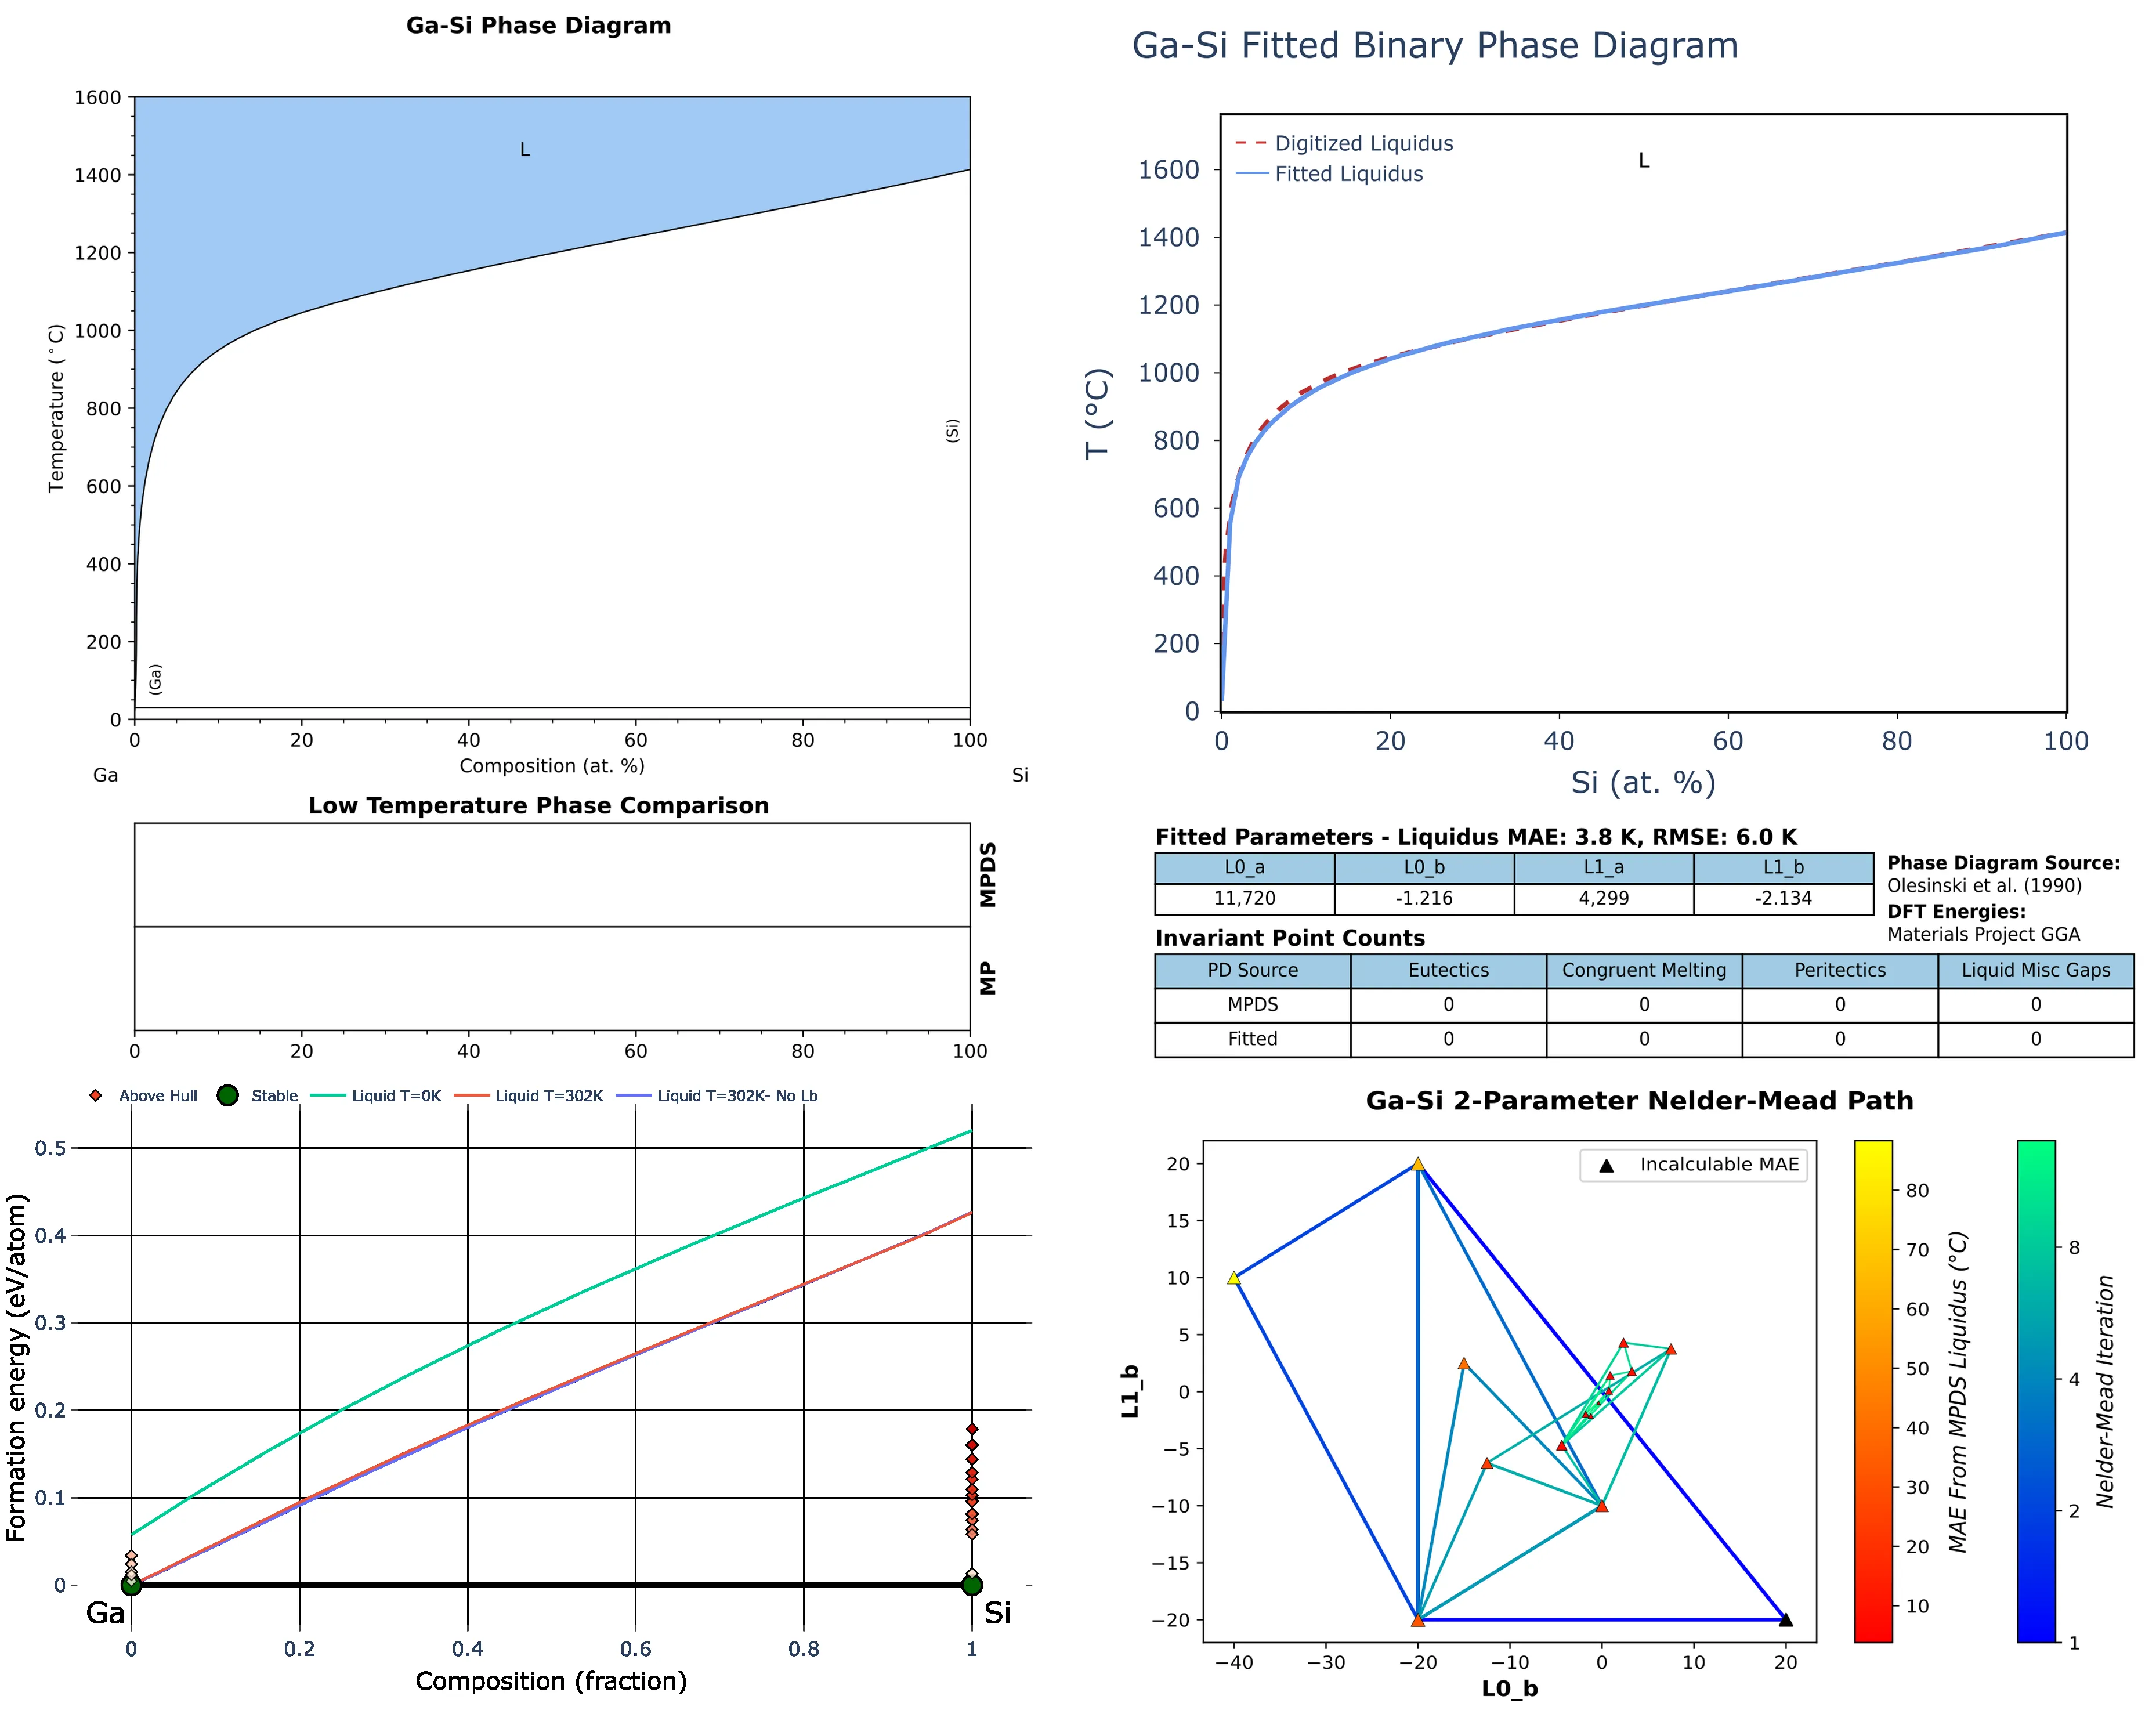 Ga-Si Phase Diagram
1600
1400
1200
1000
800
600
400
200
0
Temperature (°C)
L
(Ga)
(Si)
0 20 40 60 80 100
Composition (at. %)
Ga Si
Low Temperature Phase Comparison
MPDS
MP
0 20 40 60 80 100
Above Hull Stable Liquid T=0K Liquid T=302K Liquid T=302K- No Lb
0.5
0.4
0.3
0.2
0.1
0
Formation energy (eV/atom)
Ga Si
0 0.2 0.4 0.6 0.8 1
Composition (fraction)
Ga-Si Fitted Binary Phase Diagram
Digitized Liquidus
Fitted Liquidus
L
1600
1400
1200
1000
800
600
400
200
0
T (°C)
0 20 40 60 80 100
Si (at. %)
Fitted Parameters - Liquidus MAE: 3.8 K, RMSE: 6.0 K
L0_a L0_b L1_a L1_b
11,720 -1.216 4,299 -2.134
Phase Diagram Source:
Olesinski et al. (1990)
DFT Energies:
Materials Project GGA
Invariant Point Counts
PD Source Eutectics Congruent Melting Peritectics Liquid Misc Gaps
MPDS 0 0 0 0
Fitted 0 0 0 0
Ga-Si 2-Parameter Nelder-Mead Path
Incalculable MAE
20
15
10
5
0
−5
−10
−15
−20
L1_b
−40 −30 −20 −10 0 10 20
L0_b
80
70
60
50
40
30
20
10
MAE From MPDS Liquidus (°C)
8
4
2
1
Nelder-Mead Iteration